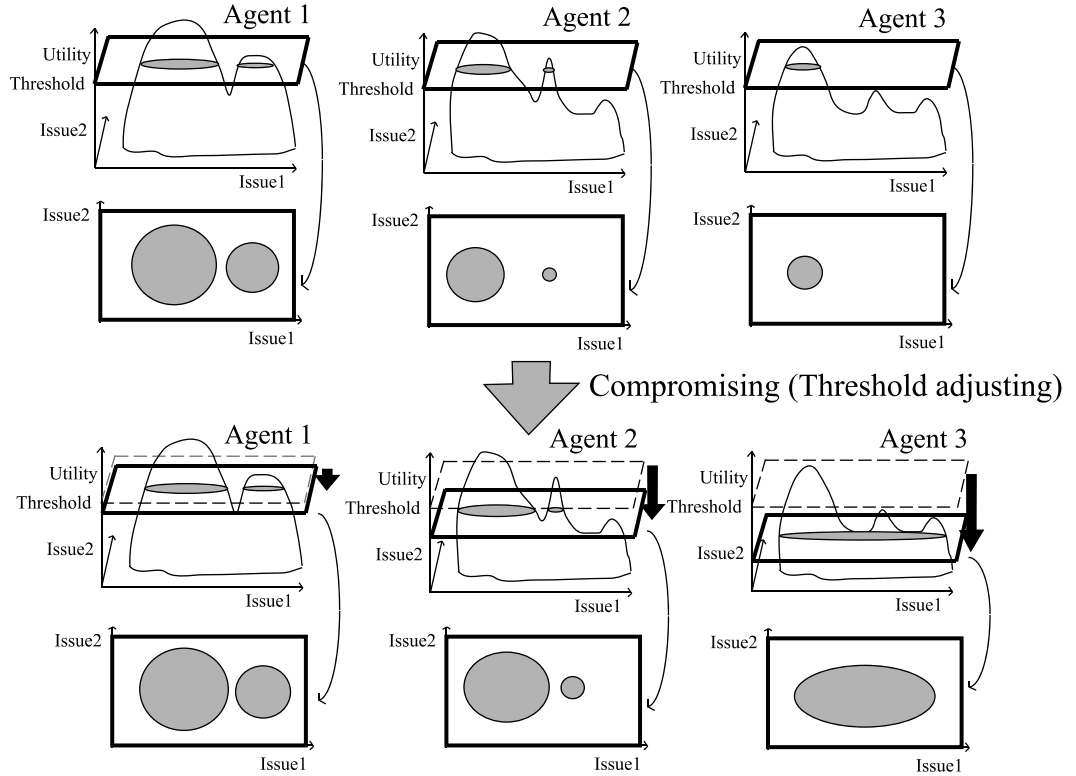 Agent 1
Utility
Threshold
Issue2
Issue1
Issue2
Issue1
Agent 2
Utility
Threshold
Issue2
Issue1
Issue2
Issue1
Agent 3
Utility
Threshold
Issue2
Issue1
Issue2
Issue1
Compromising (Threshold adjusting)
Agent 1
Utility
Threshold
Issue2
Issue1
Issue2
Issue1
Agent 2
Utility
Threshold
Issue2
Issue1
Issue2
Issue1
Agent 3
Utility
Threshold
Issue2
Issue1
Issue2
Issue1